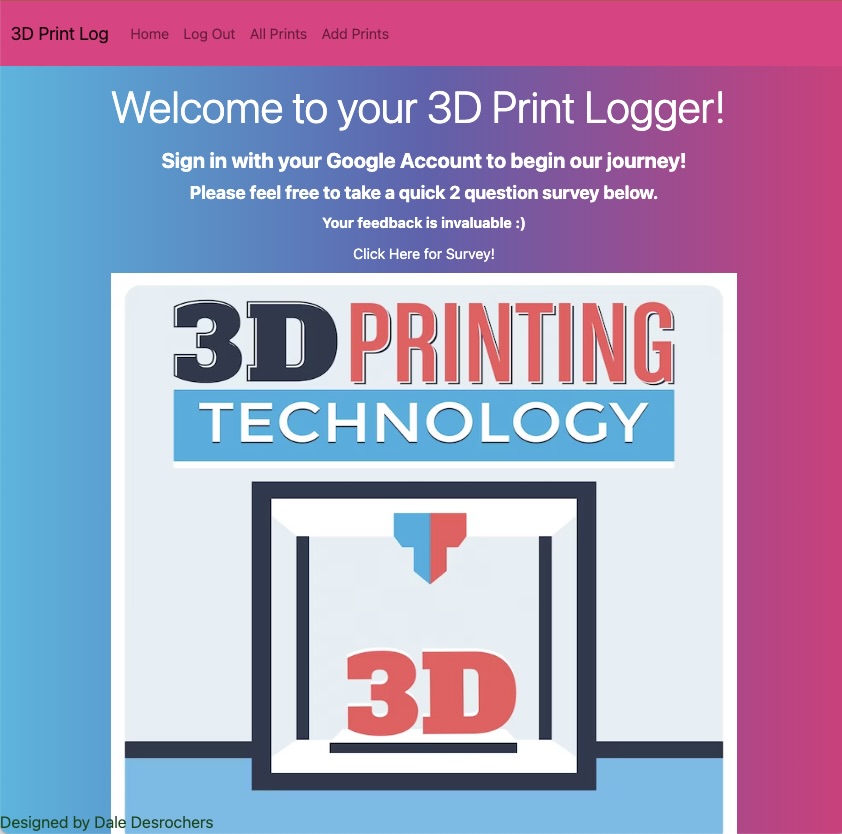 3D Print Log Home Log Out All Prints Add Prints
Welcome to your 3D Print Logger!
Sign in with your Google Account to begin our journey!
Please feel free to take a quick 2 question survey below.
Your feedback is invaluable :)
Click Here for Survey!
3D PRINTING
TECHNOLOGY
3D
Designed by Dale Desrochers